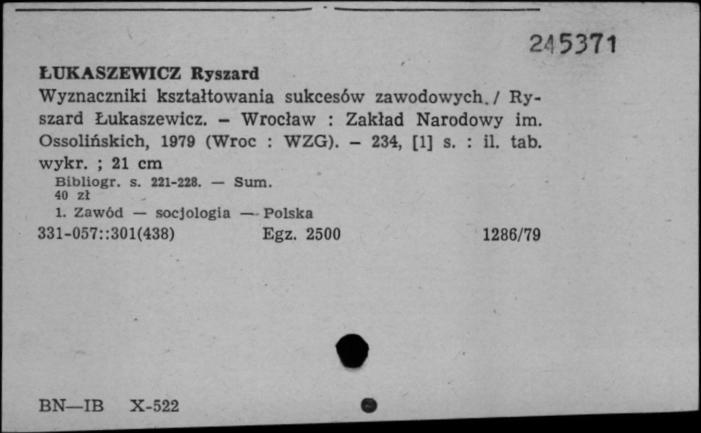 245371
ŁUKASZEWICZ Ryszard
Wyznaczniki kształtowania sukcesów zawodowych. / Ry-
szard Łukaszewicz. — Wrocław : Zakład Narodowy im.
Ossolińskich, 1979 (Wroc : WZG). — 234, [1] s. : il. tab.
wykr. ; 21 cm
Bibliogr. s. 221-228. — Sum.
40 zł
1. Zawód — socjologia — Polska
331-057::301(438) Egz. 2500 1286/79
BN—IB X-522